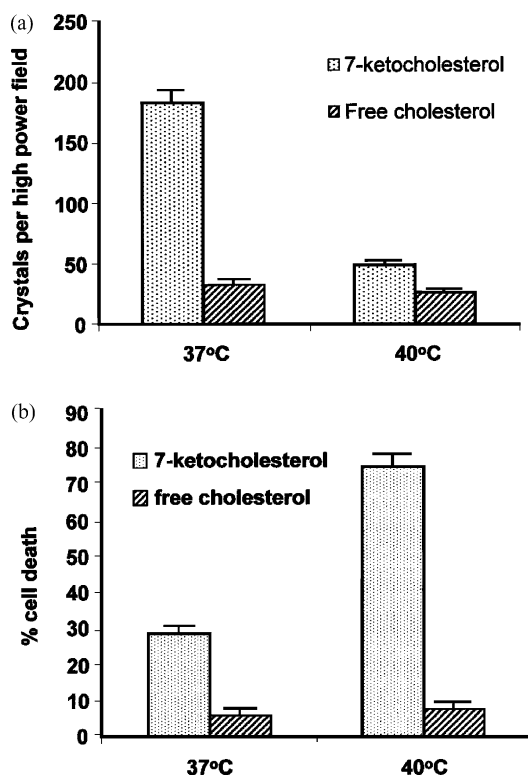 (a)
Crystals per high power field
250
200
150
100
50
0
7-ketocholesterol
Free cholesterol
37°C
40°C
(b)
% cell death
90
80
70
60
50
40
30
20
10
0
7-ketocholesterol
free cholesterol
37°C
40°C